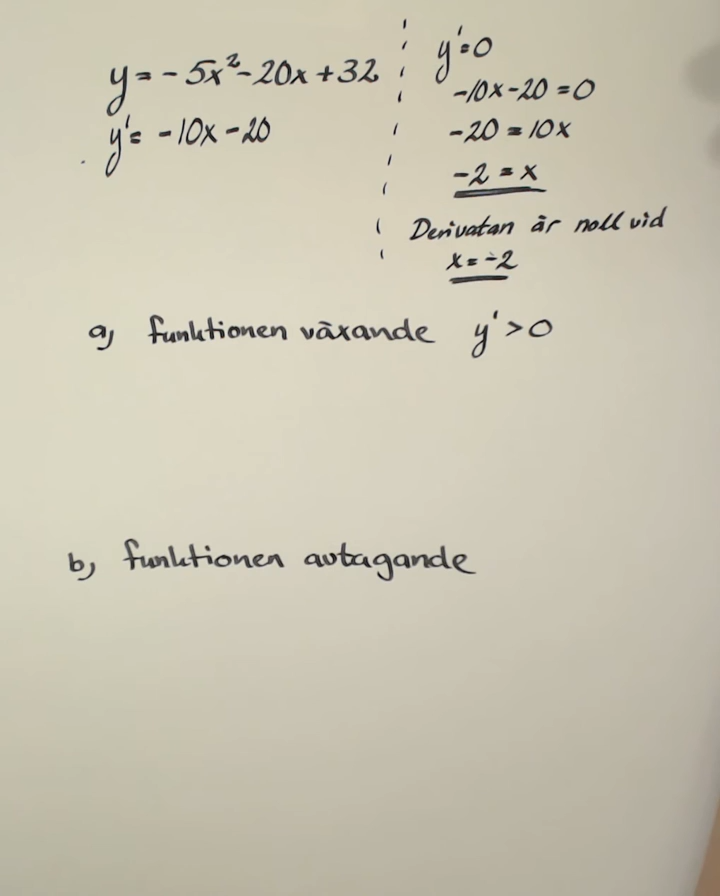 y = -5x²-20x+32
y' = -10x-20
y'=0
-10x-20=0
-20=10x
-2=x
Derivatan är noll vid
x=-2
a) funktionen växande y'>0
b) funktionen avtagande